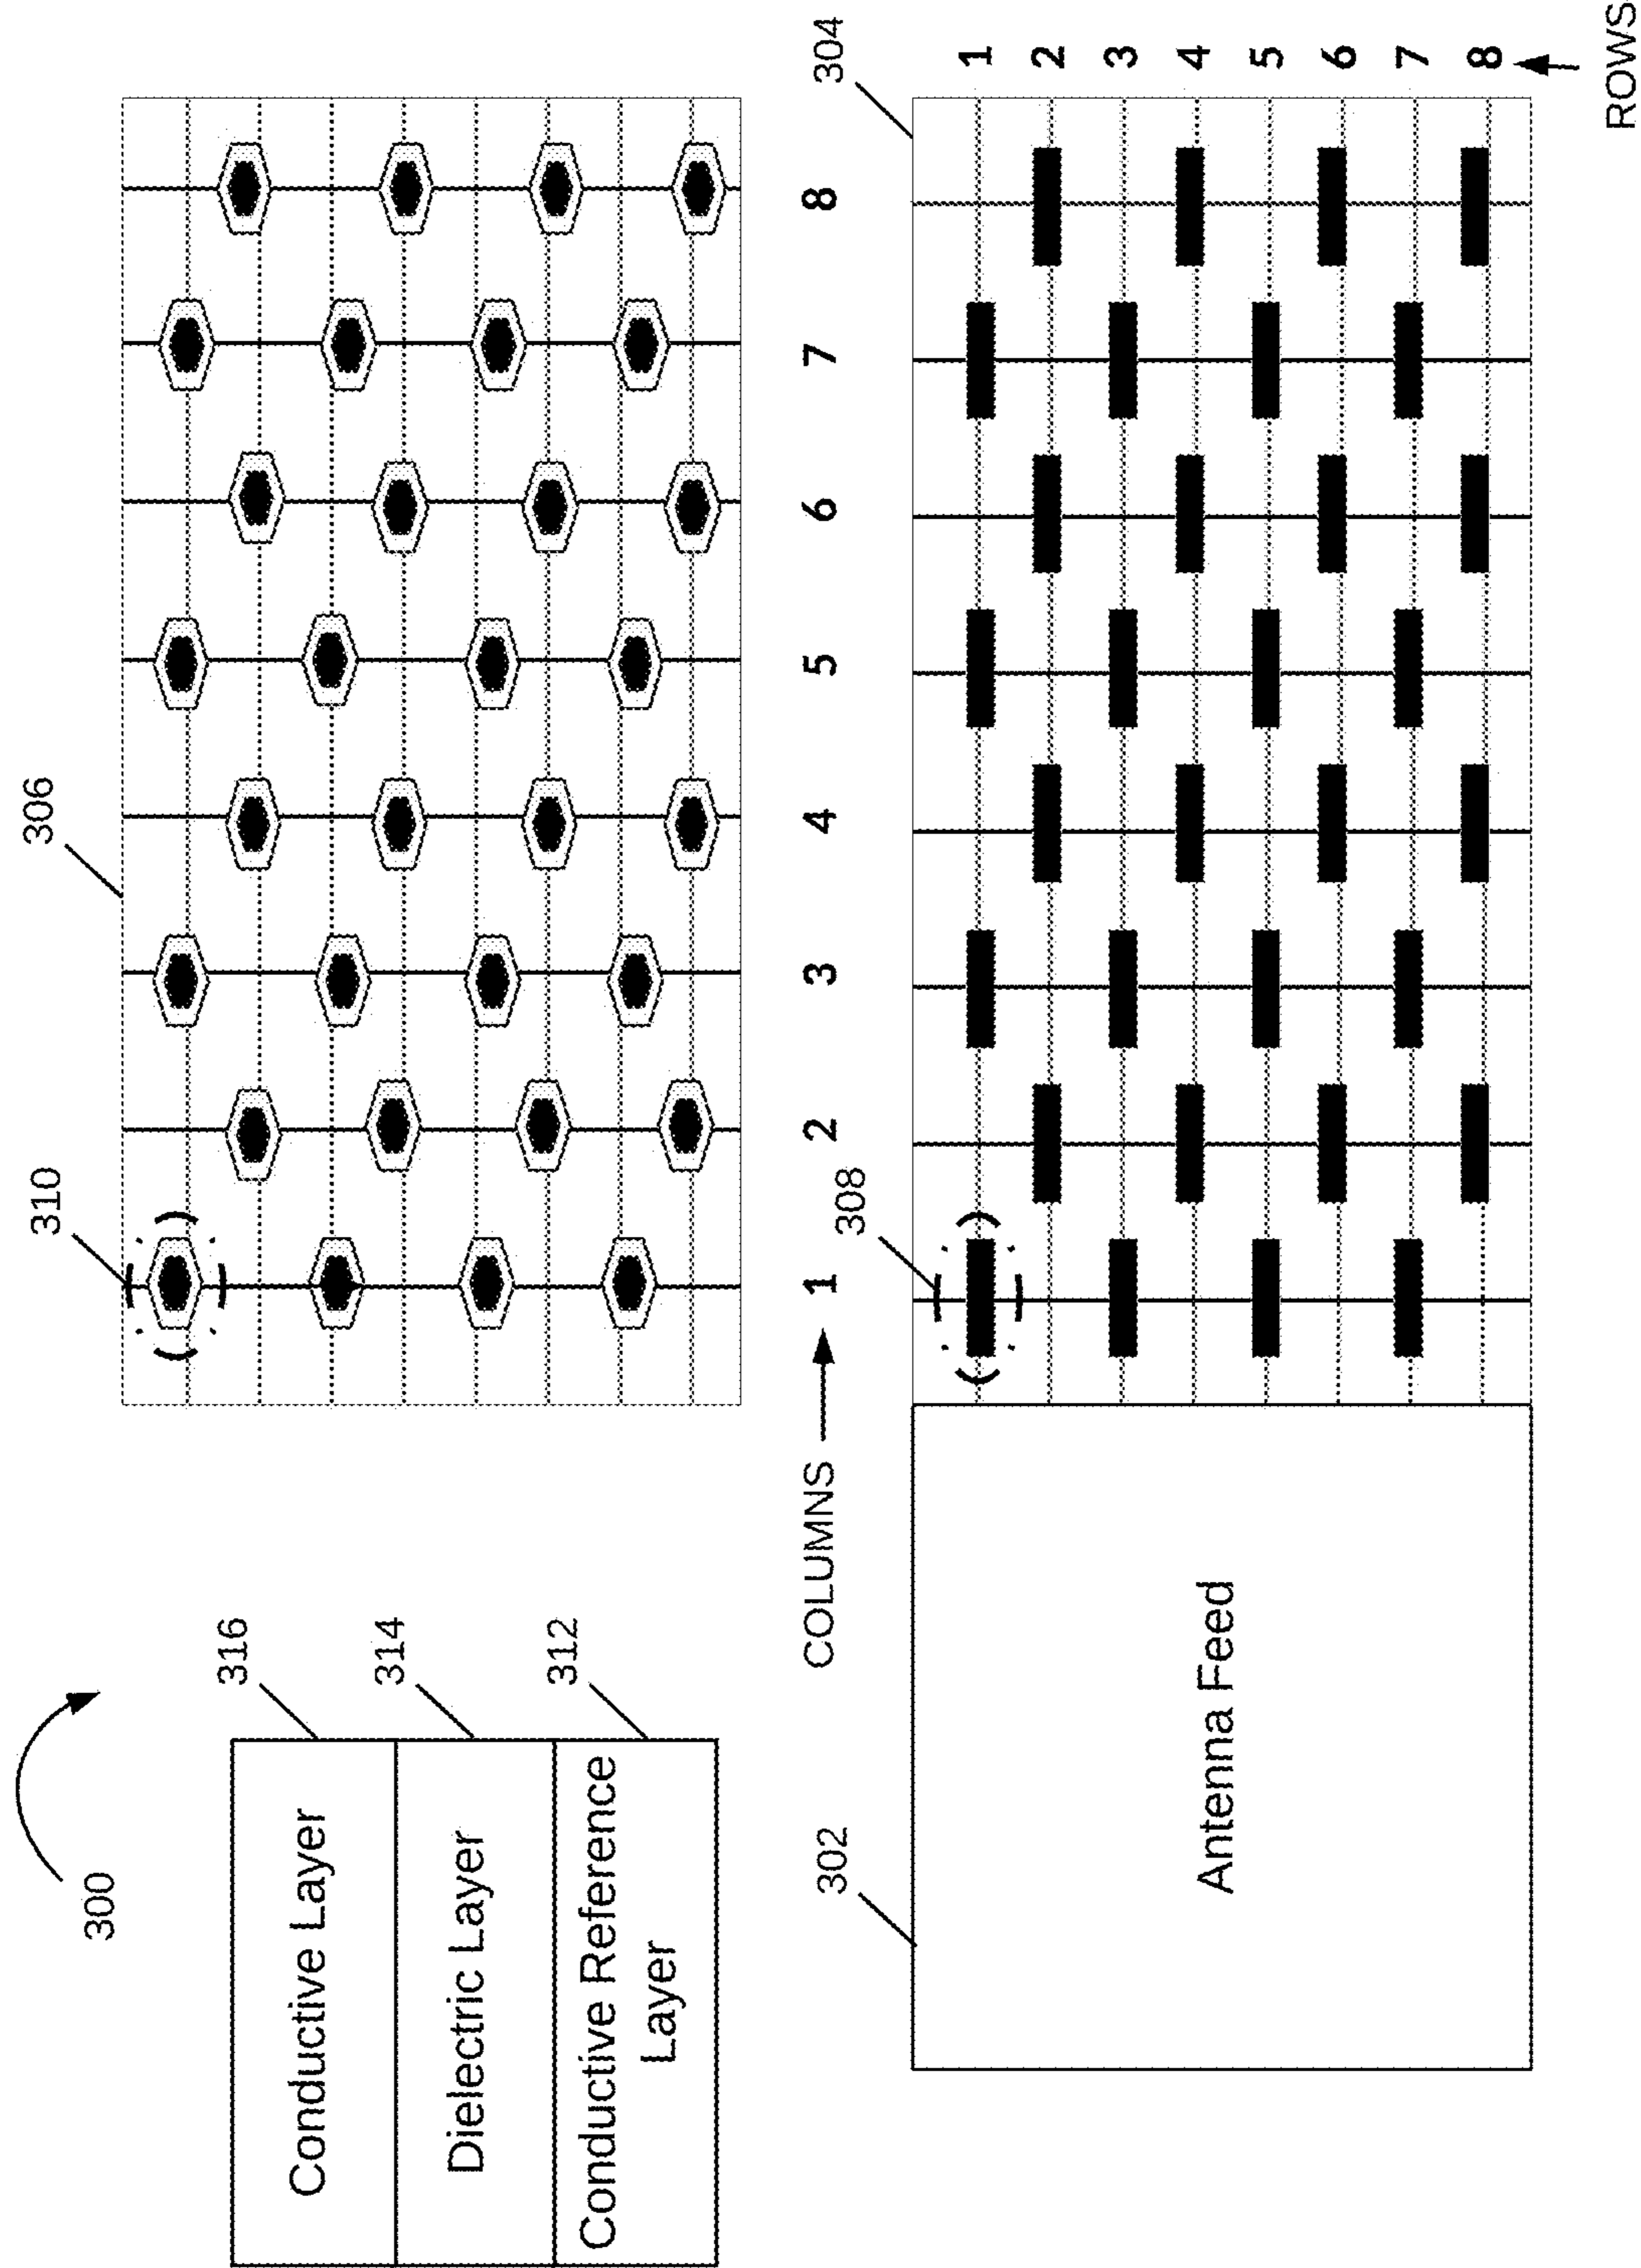 300
306
310
316
Conductive Layer
314
Dielectric Layer
312
Conductive Reference
Layer
COLUMNS
1 2 3 4 5 6 7 8
302
308
304
Antenna Feed
1
2
3
4
5
6
7
8
ROWS